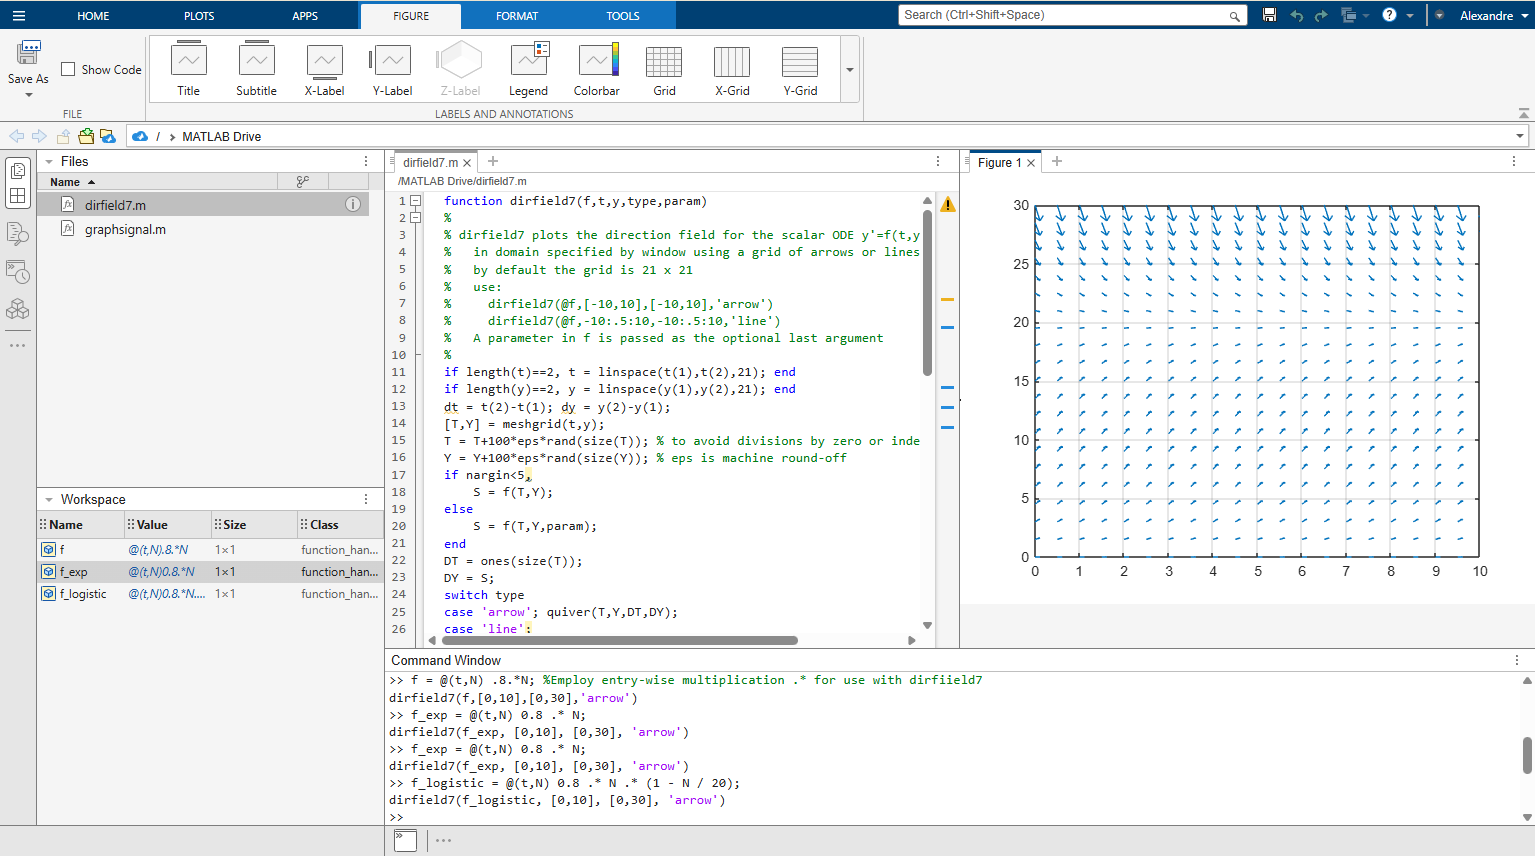 HOME PLOTS APPS FIGURE FORMAT TOOLS Search (Ctrl+Shift+Space) Alexandre
Save As Show Code Title Subtitle X-Label Y-Label Z-Label Legend Colorbar Grid X-Grid Y-Grid
FILE LABELS AND ANNOTATIONS
/ MATLAB Drive
Files
Name
dirfield7.m
graphsignal.m
Workspace
Name Value Size Class
f @(t,N).8.*N 1×1 function_han...
f_exp @(t,N)0.8.*N 1×1 function_han...
f_logistic @(t,N)0.8.*N.... 1×1 function_han...
dirfield7.m
/MATLAB Drive/dirfield7.m
1 function dirfield7(f,t,y,type,param)
2 %
3 % dirfield7 plots the direction field for the scalar ODE y'=f(t,y
4 %   in domain specified by window using a grid of arrows or lines
5 %   by default the grid is 21 x 21
6 %   use:
7 %     dirfield7(@f,[-10,10],[-10,10],'arrow')
8 %     dirfield7(@f,-10:.5:10,-10:.5:10,'line')
9 %   A parameter in f is passed as the optional last argument
10 %
11 if length(t)==2, t = linspace(t(1),t(2),21); end
12 if length(y)==2, y = linspace(y(1),y(2),21); end
13 dt = t(2)-t(1); dy = y(2)-y(1);
14 [T,Y] = meshgrid(t,y);
15 T = T+100*eps*rand(size(T)); % to avoid divisions by zero or inde
16 Y = Y+100*eps*rand(size(Y)); % eps is machine round-off
17 if nargin<5,
18     S = f(T,Y);
19 else
20     S = f(T,Y,param);
21 end
22 DT = ones(size(T));
23 DY = S;
24 switch type
25 case 'arrow'; quiver(T,Y,DT,DY);
26 case 'line':
Figure 1
30
25
20
15
10
5
0
0 1 2 3 4 5 6 7 8 9 10
Command Window
>> f = @(t,N) .8.*N; %Employ entry-wise multiplication .* for use with dirfiield7
dirfield7(f,[0,10],[0,30],'arrow')
>> f_exp = @(t,N) 0.8 .* N;
dirfield7(f_exp, [0,10], [0,30], 'arrow')
>> f_exp = @(t,N) 0.8 .* N;
dirfield7(f_exp, [0,10], [0,30], 'arrow')
>> f_logistic = @(t,N) 0.8 .* N .* (1 - N / 20);
dirfield7(f_logistic, [0,10], [0,30], 'arrow')
>>